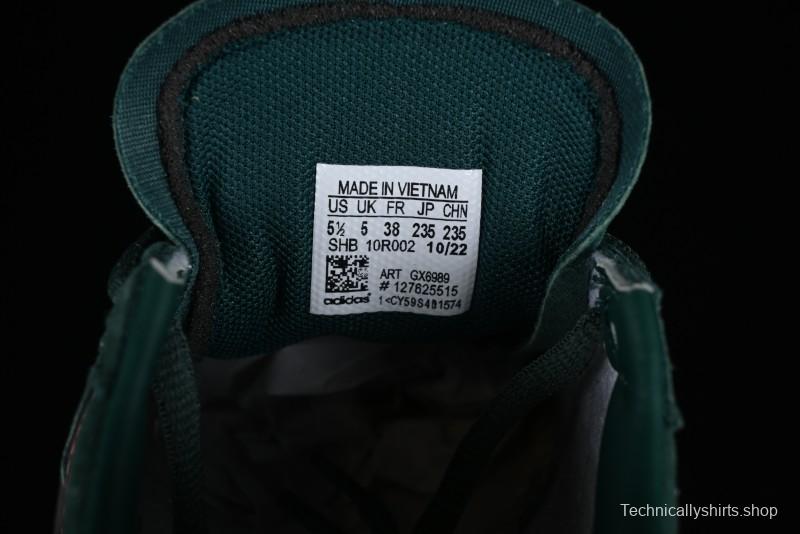 MADE IN VIETNAM
US UK FR JP CHN
5½ 5 38 235 235
SHB 10R002 10/22
ART GX6989
# 127625515
adidas 1<CY59S401574
Technicallyshirts.shop